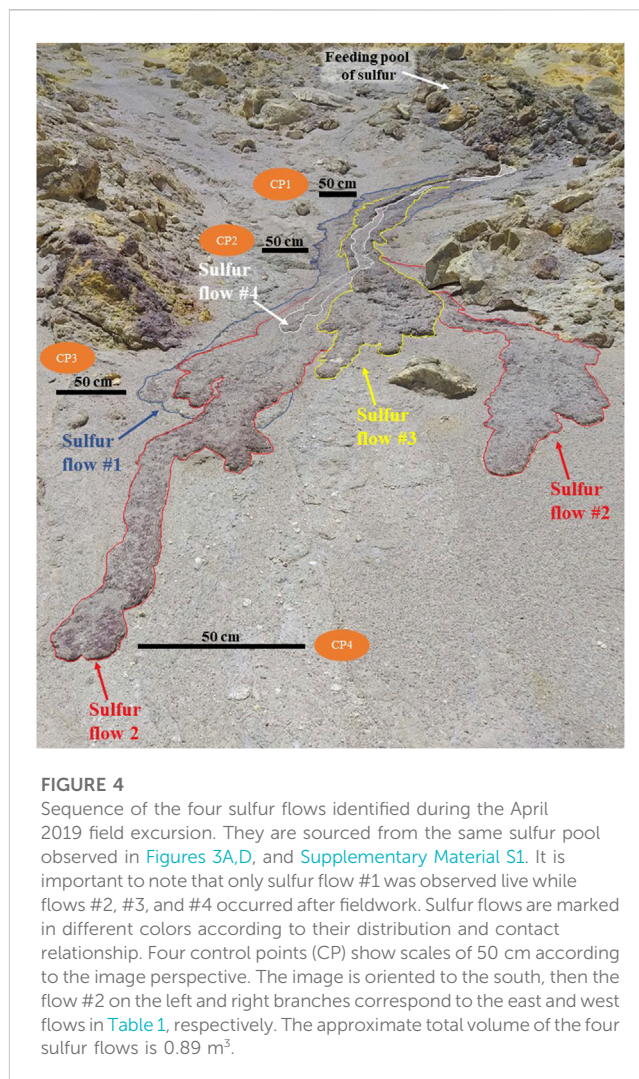 Feeding pool
of sulfur
CP1
50 cm
CP2
50 cm
Sulfur
flow #4
CP3
50 cm
Sulfur
flow #1
Sulfur
flow #3
Sulfur
flow #2
50 cm
CP4
Sulfur
flow 2
FIGURE 4
Sequence of the four sulfur flows identified during the April
2019 field excursion. They are sourced from the same sulfur pool
observed in Figures 3A,D, and Supplementary Material S1. It is
important to note that only sulfur flow #1 was observed live while
flows #2, #3, and #4 occurred after fieldwork. Sulfur flows are marked
in different colors according to their distribution and contact
relationship. Four control points (CP) show scales of 50 cm according
to the image perspective. The image is oriented to the south, then the
flow #2 on the left and right branches correspond to the east and west
flows in Table 1, respectively. The approximate total volume of the four
sulfur flows is 0.89 m³.